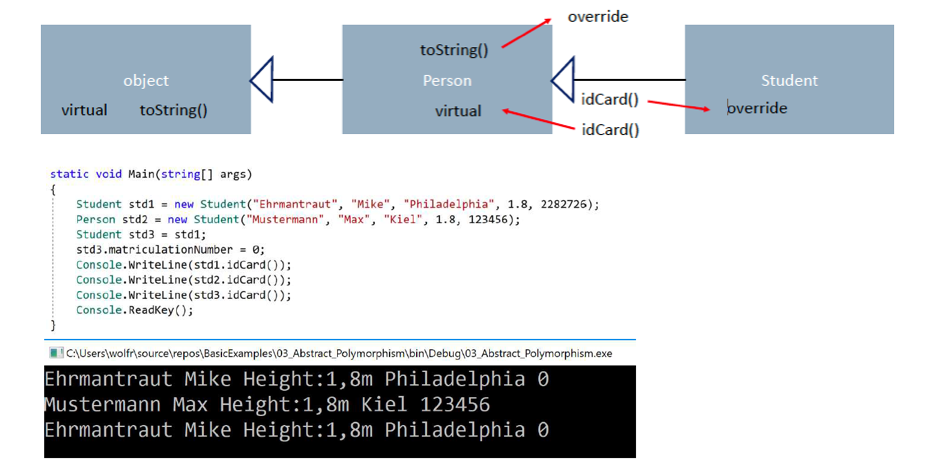 override
toString()
object
Person
Student
virtual toString()
virtual
idCard()
override
idCard()
static void Main(string[] args)
{
Student std1 = new Student("Ehrmantraut", "Mike", "Philadelphia", 1.8, 2282726);
Person std2 = new Student("Mustermann", "Max", "Kiel", 1.8, 123456);
Student std3 = std1;
std3.matriculationNumber = 0;
Console.WriteLine(std1.idCard());
Console.WriteLine(std2.idCard());
Console.WriteLine(std3.idCard());
Console.ReadKey();
}
C:\Users\wolfr\source\repos\BasicExamples\03_Abstract_Polymorphism\bin\Debug\03_Abstract_Polymorphism.exe
Ehrmantraut Mike Height:1,8m Philadelphia 0
Mustermann Max Height:1,8m Kiel 123456
Ehrmantraut Mike Height:1,8m Philadelphia 0